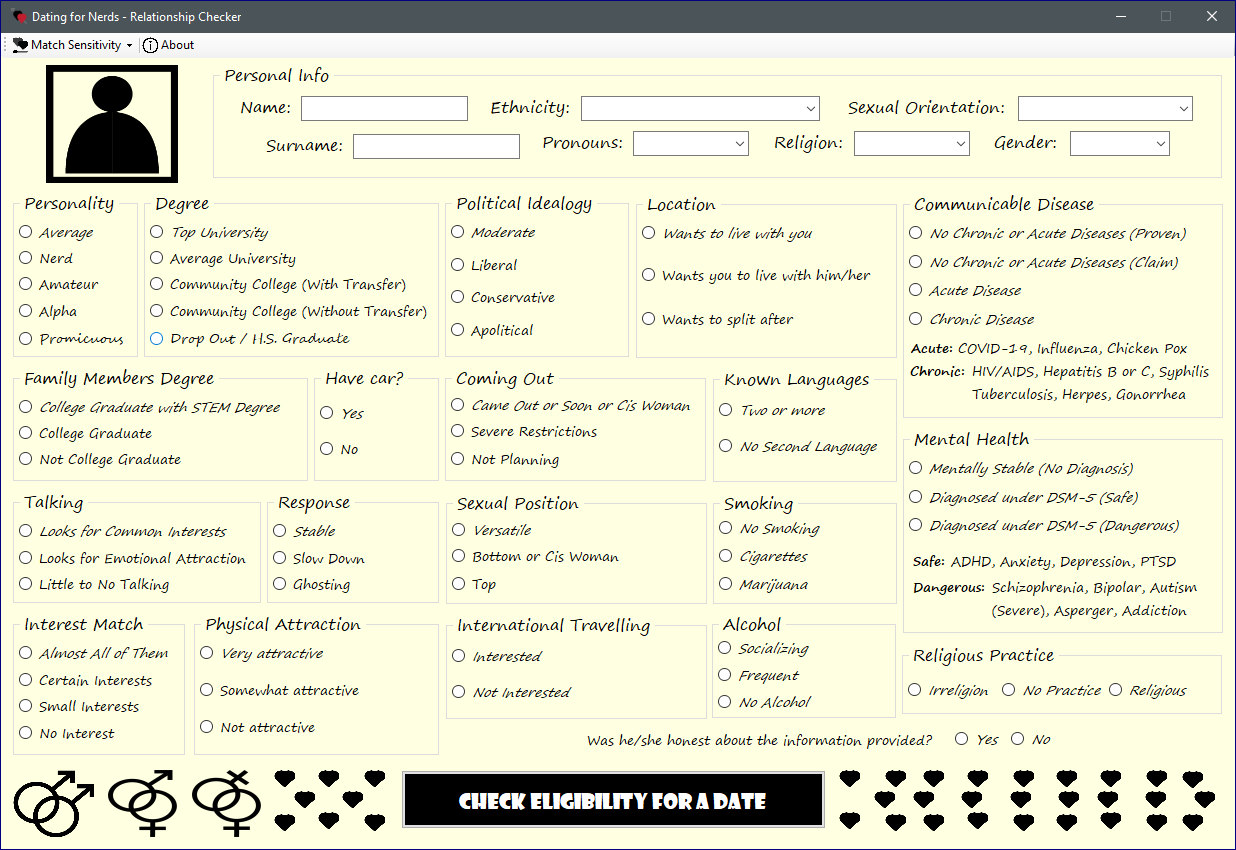 Dating for Nerds - Relationship Checker
Match Sensitivity About
Personal Info
Name: Ethnicity: Sexual Orientation:
Surname: Pronouns: Religion: Gender:
Personality
Average
Nerd
Amateur
Alpha
Promicuous
Degree
Top University
Average University
Community College (With Transfer)
Community College (Without Transfer)
Drop Out / H.S. Graduate
Political Idealogy
Moderate
Liberal
Conservative
Apolitical
Location
Wants to live with you
Wants you to live with him/her
Wants to split after
Communicable Disease
No Chronic or Acute Diseases (Proven)
No Chronic or Acute Diseases (Claim)
Acute Disease
Chronic Disease
Acute: COVID-19, Influenza, Chicken Pox
Chronic: HIV/AIDS, Hepatitis B or C, Syphilis
Tuberculosis, Herpes, Gonorrhea
Family Members Degree
College Graduate with STEM Degree
College Graduate
Not College Graduate
Have car?
Yes
No
Coming Out
Came Out or Soon or Cis Woman
Severe Restrictions
Not Planning
Known Languages
Two or more
No Second Language
Mental Health
Mentally Stable (No Diagnosis)
Diagnosed under DSM-5 (Safe)
Diagnosed under DSM-5 (Dangerous)
Safe: ADHD, Anxiety, Depression, PTSD
Dangerous: Schizophrenia, Bipolar, Autism
(Severe), Asperger, Addiction
Talking
Looks for Common Interests
Looks for Emotional Attraction
Little to No Talking
Response
Stable
Slow Down
Ghosting
Sexual Position
Versatile
Bottom or Cis Woman
Top
Smoking
No Smoking
Cigarettes
Marijuana
Interest Match
Almost All of Them
Certain Interests
Small Interests
No Interest
Physical Attraction
Very attractive
Somewhat attractive
Not attractive
International Travelling
Interested
Not Interested
Alcohol
Socializing
Frequent
No Alcohol
Religious Practice
Irreligion No Practice Religious
Was he/she honest about the information provided? Yes No
CHECK ELIGIBILITY FOR A DATE